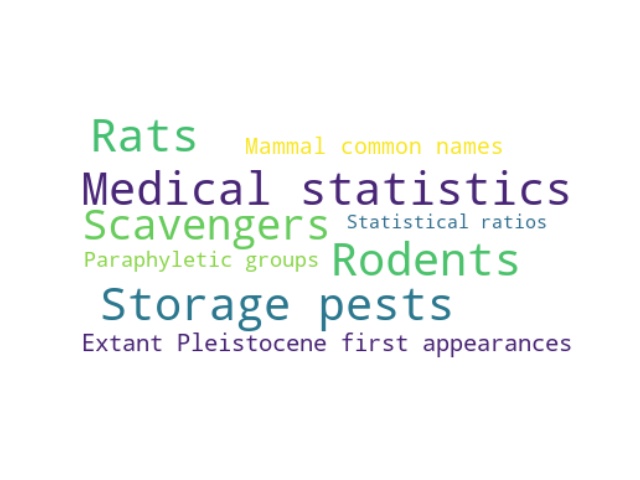 Rats
Mammal common names
Medical statistics
Scavengers
Statistical ratios
Paraphyletic groups
Rodents
Storage pests
Extant Pleistocene first appearances